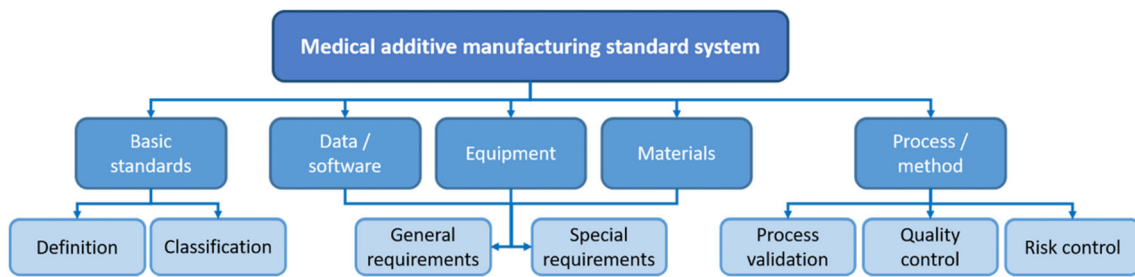 Medical additive manufacturing standard system
Basic
standards
Data /
software
Equipment
Materials
Process /
method
Definition
Classification
General
requirements
Special
requirements
Process
validation
Quality
control
Risk control